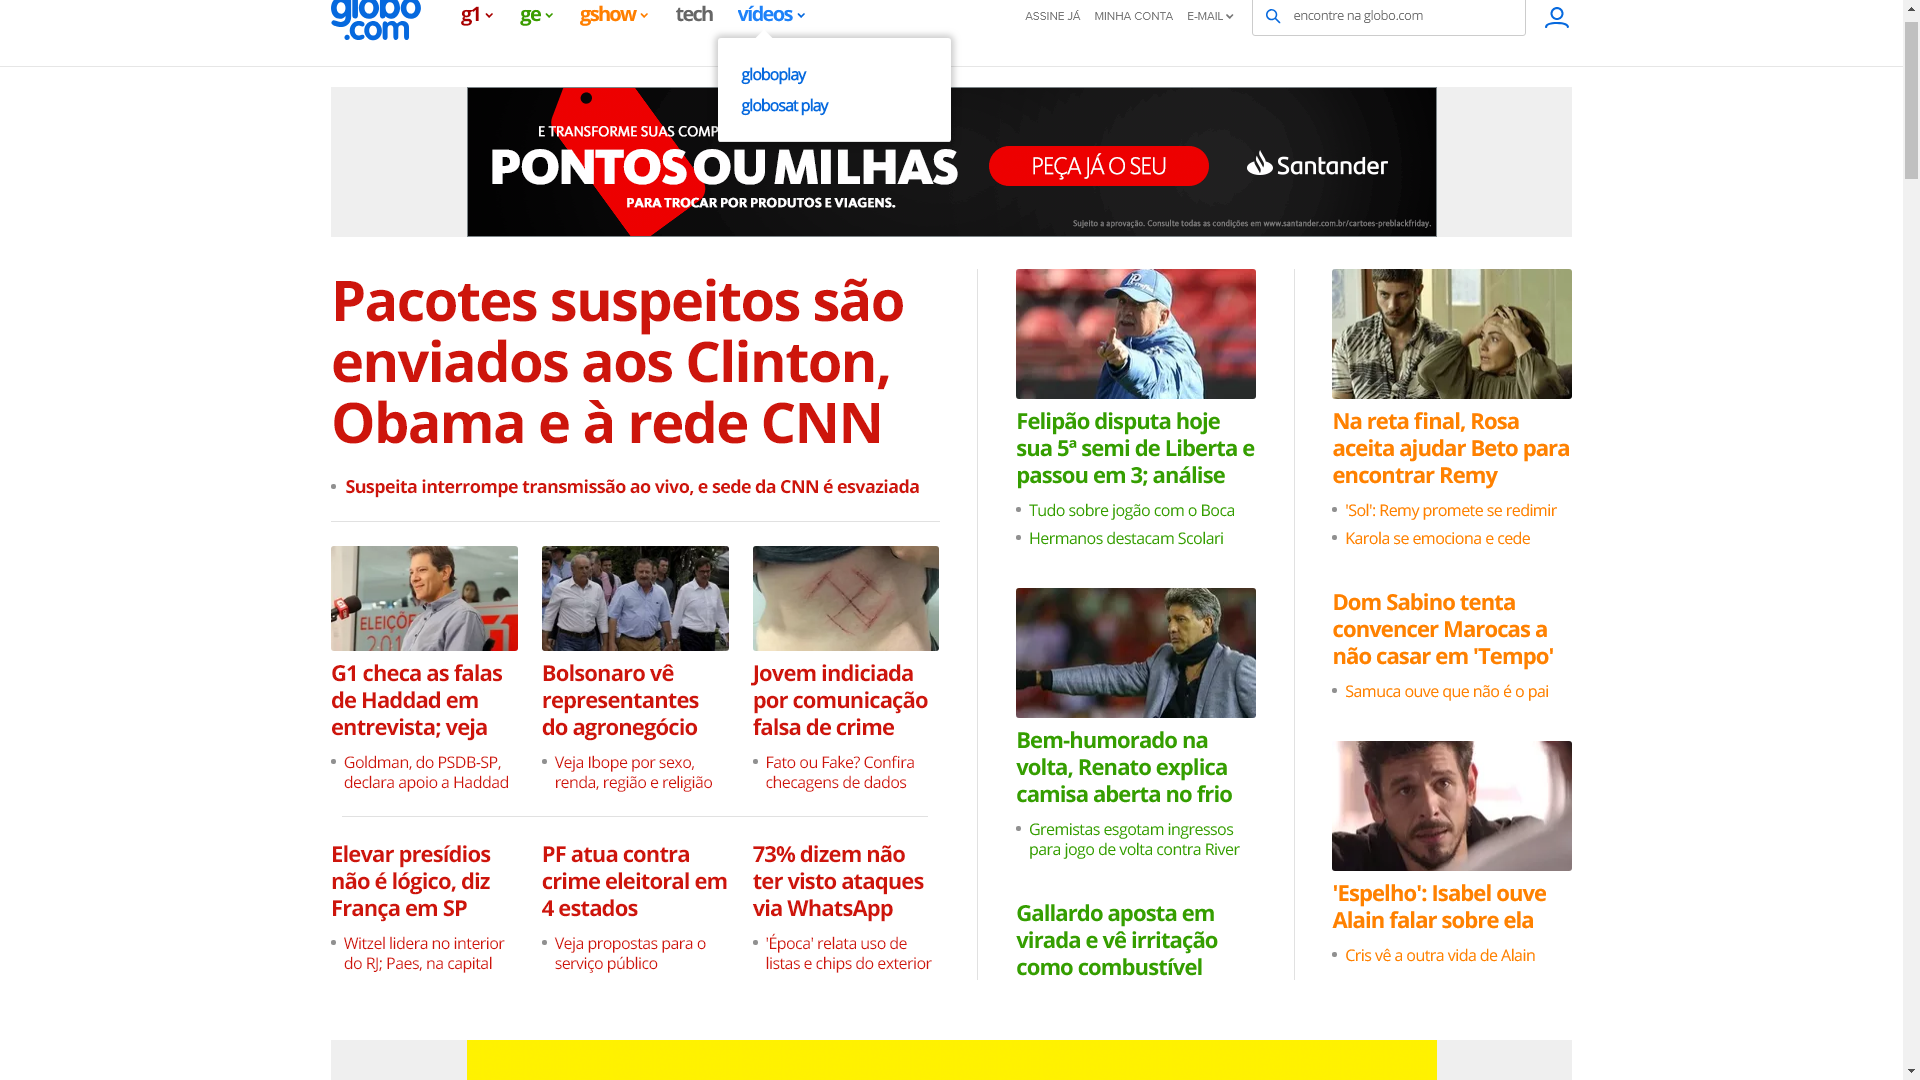 globo
.com
g1
ge
gshow
tech
vídeos
ASSINE JÁ
MINHA CONTA
E-MAIL
encontre na globo.com
globoplay
globosat play
E TRANSFORME SUAS COMP
PONTOS OU MILHAS
PARA TROCAR POR PRODUTOS E VIAGENS.
PEÇA JÁ O SEU
Santander
Sujeito a aprovação. Consulte todas as condições em www.santander.com.br/cartoes-preblackfriday.
Pacotes suspeitos são
enviados aos Clinton,
Obama e à rede CNN
Suspeita interrompe transmissão ao vivo, e sede da CNN é esvaziada
ELEIÇÕES
G1 checa as falas
de Haddad em
entrevista; veja
Goldman, do PSDB-SP,
declara apoio a Haddad
Bolsonaro vê
representantes
do agronegócio
Veja Ibope por sexo,
renda, região e religião
Jovem indiciada
por comunicação
falsa de crime
Fato ou Fake? Confira
checagens de dados
Elevar presídios
não é lógico, diz
França em SP
Witzel lidera no interior
do RJ; Paes, na capital
PF atua contra
crime eleitoral em
4 estados
Veja propostas para o
serviço público
73% dizem não
ter visto ataques
via WhatsApp
'Época' relata uso de
listas e chips do exterior
Felipão disputa hoje
sua 5ª semi de Liberta e
passou em 3; análise
Tudo sobre jogão com o Boca
Hermanos destacam Scolari
Bem-humorado na
volta, Renato explica
camisa aberta no frio
Gremistas esgotam ingressos
para jogo de volta contra River
Gallardo aposta em
virada e vê irritação
como combustível
Na reta final, Rosa
aceita ajudar Beto para
encontrar Remy
'Sol': Remy promete se redimir
Karola se emociona e cede
Dom Sabino tenta
convencer Marocas a
não casar em 'Tempo'
Samuca ouve que não é o pai
'Espelho': Isabel ouve
Alain falar sobre ela
Cris vê a outra vida de Alain